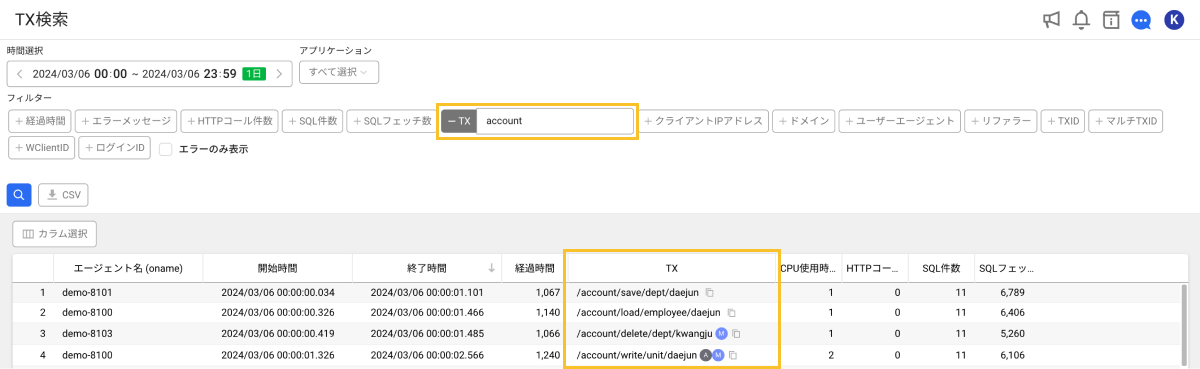 TX検索
K
時間選択 アプリケーション
2024/03/06 00:00 ~ 2024/03/06 23:59 1日 すべて選択
フィルター
+ 経過時間 + エラーメッセージ + HTTPコール件数 + SQL件数 + SQLフェッチ数 − TX account + クライアントIPアドレス + ドメイン + ユーザーエージェント + リファラー + TXID + マルチTXID
+ WClientID + ログインID エラーのみ表示
CSV
カラム選択
エージェント名 (oname) 開始時間 終了時間 ↓ 経過時間 TX CPU使用時... HTTPコー... SQL件数 SQLフェッ...
1 demo-8101 2024/03/06 00:00:00.034 2024/03/06 00:00:01.101 1,067 /account/save/dept/daejun 1 0 11 6,789
2 demo-8100 2024/03/06 00:00:00.326 2024/03/06 00:00:01.466 1,140 /account/load/employee/daejun 1 0 11 6,406
3 demo-8103 2024/03/06 00:00:00.419 2024/03/06 00:00:01.485 1,066 /account/delete/dept/kwangju M 1 0 11 5,260
4 demo-8100 2024/03/06 00:00:01.326 2024/03/06 00:00:02.566 1,240 /account/write/unit/daejun A M 2 0 11 6,106